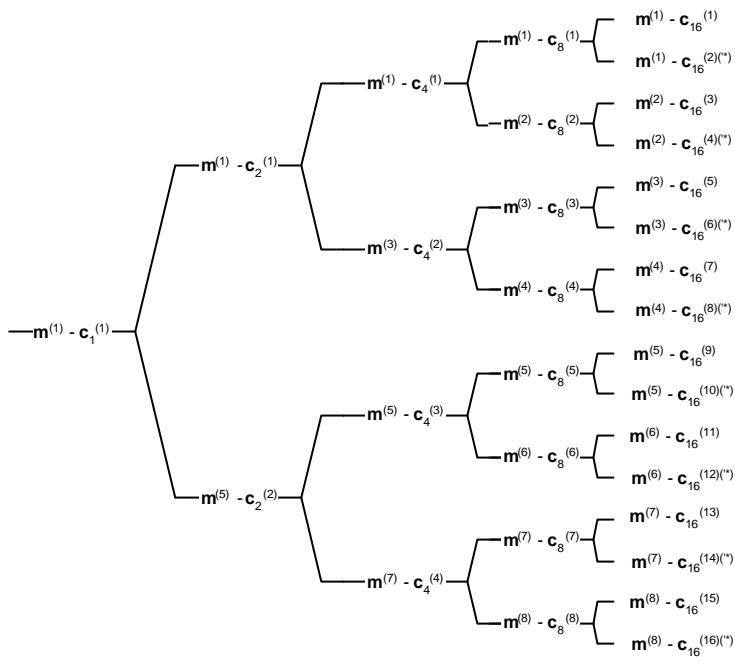 m(1) - c16(1)
m(1) - c8(1)
m(1) - c16(2)('*)
m(1) - c4(1)
m(2) - c16(3)
m(2) - c8(2)
m(2) - c16(4)('*)
m(1) - c2(1)
m(3) - c16(5)
m(3) - c8(3)
m(3) - c16(6)('*)
m(3) - c4(2)
m(4) - c16(7)
m(4) - c8(4)
m(4) - c16(8)('*)
m(1) - c1(1)
m(5) - c16(9)
m(5) - c8(5)
m(5) - c16(10)('*)
m(5) - c4(3)
m(6) - c16(11)
m(6) - c8(6)
m(6) - c16(12)('*)
m(5) - c2(2)
m(7) - c16(13)
m(7) - c8(7)
m(7) - c16(14)('*)
m(7) - c4(4)
m(8) - c16(15)
m(8) - c8(8)
m(8) - c16(16)('*)